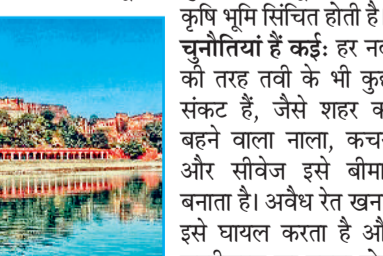 कृषि भूमि सिंचित होती है
चुनौतियां हैं कईः हर
की तरह तवी के भी
संकट हैं, जैसे शहर
बहने वाला नाला,
और सीवेज इसे
बनाता है। अवैध रेत
इसे घायल करता है